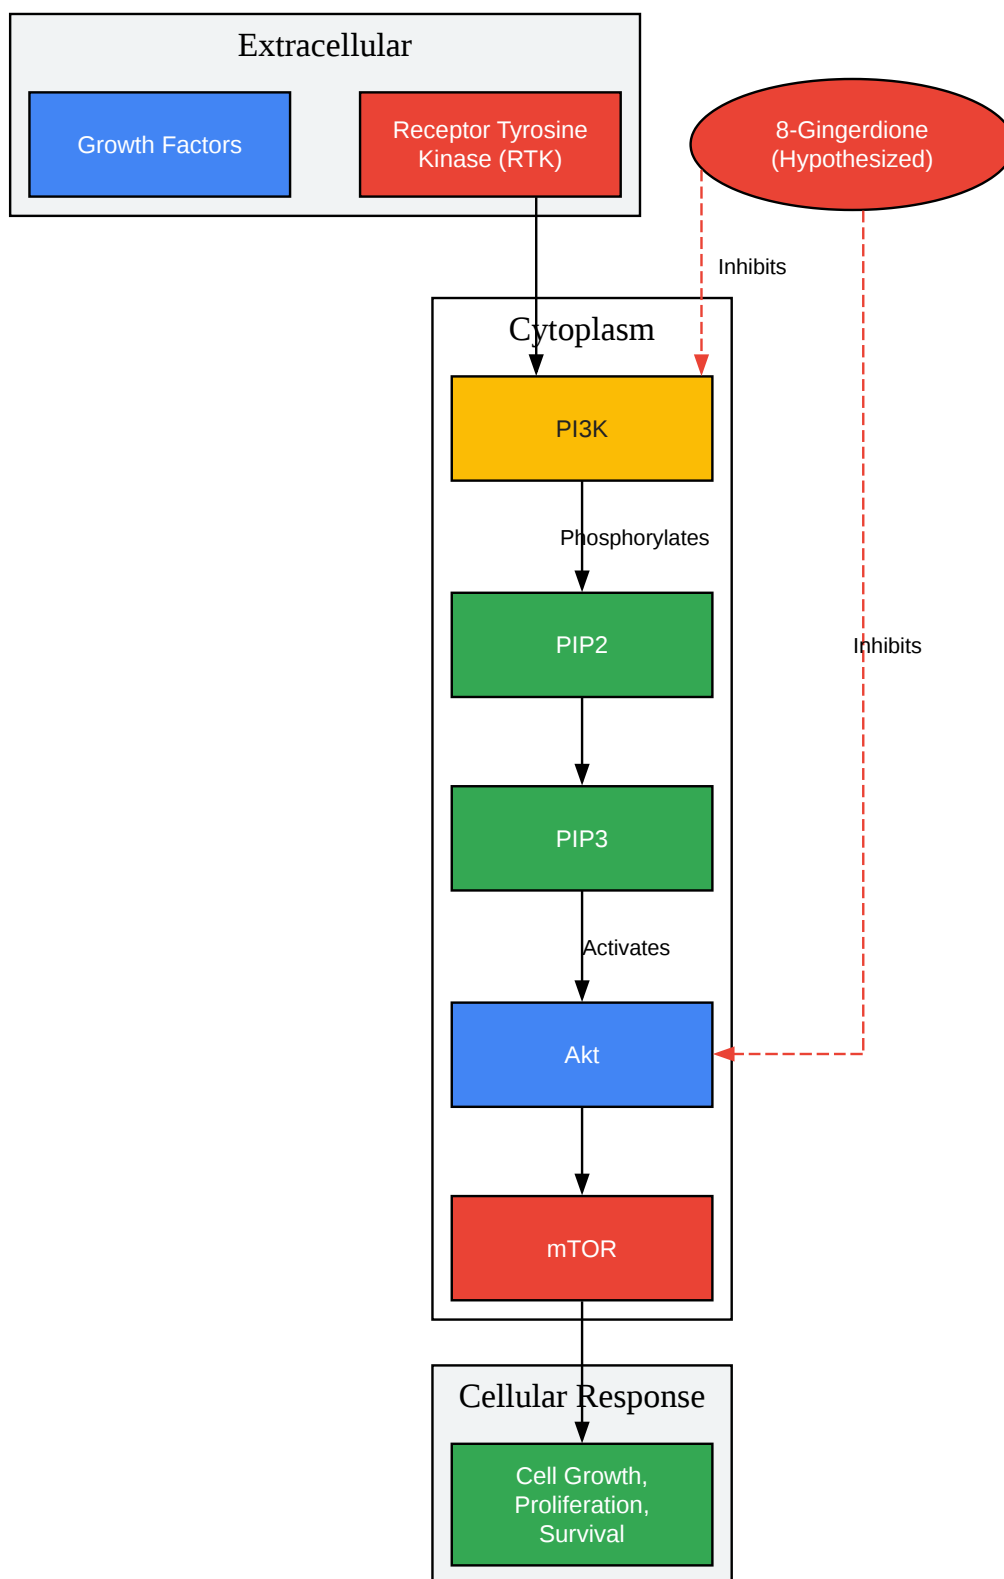 Extracellular
Growth Factors
Receptor Tyrosine
Kinase (RTK)
8-Gingerdione
(Hypothesized)
Inhibits
Cytoplasm
PI3K
Phosphorylates
PIP2
Inhibits
PIP3
Activates
Akt
mTOR
Cellular Response
Cell Growth,
Proliferation,
Survival